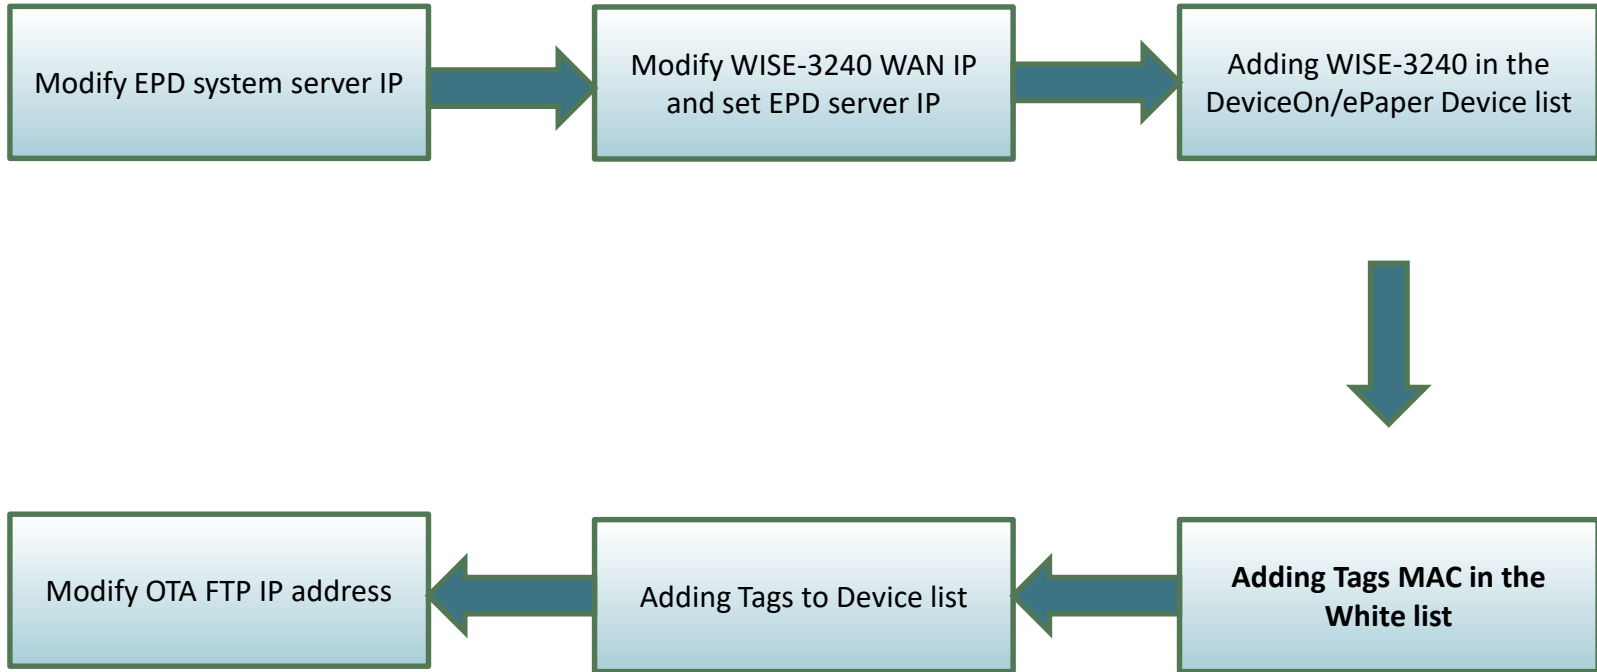 Modify EPD system server IP
Modify WISE-3240 WAN IP
and set EPD server IP
Adding WISE-3240 in the
DeviceOn/ePaper Device list
Modify OTA FTP IP address
Adding Tags to Device list
Adding Tags MAC in the
White list